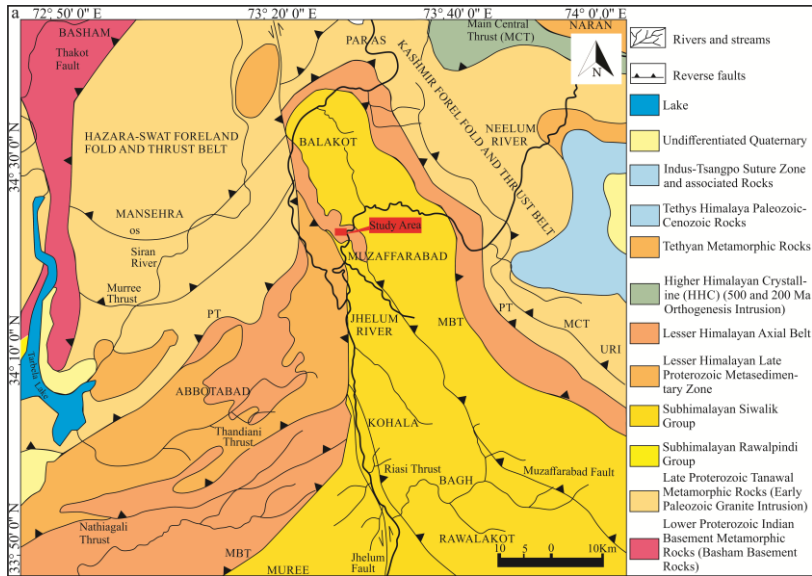 a
72° 50' 0" E
73° 20' 0" E
73° 40' 0" E
74° 0' 0" E
BASHAM
Thakot
Fault
PARAS
Main Central
Thrust (MCT)
NARAN
N
HAZARA-SWAT FORELAND
FOLD AND THRUST BELT
KASHMIR FOREL FOLD AND THRUST BELT
NEELUM
RIVER
BALAKOT
34° 30' 0" N
MANSEHRA
os
Siran
River
Study Area
MUZAFFARABAD
Murree
Thrust
PT
JHELUM
RIVER
MBT
PT
MCT
URI
34° 10' 0" N
Tarbela Lake
ABBOTABAD
Thandiani
Thrust
KOHALA
Riasi Thrust
BAGH
Muzaffarabad Fault
Nathiagali
Thrust
MBT
RAWALAKOT
33° 50' 0" N
MUREE
Jhelum
Fault
10
0
10Km
Rivers and streams
Reverse faults
Lake
Undifferentiated Quaternary
Indus-Tsangpo Suture Zone
and associated Rocks
Tethys Himalaya Paleozoic-
Cenozoic Rocks
Tethyan Metamorphic Rocks
Higher Himalayan Crystall-
ine (HHC) (500 and 200 Ma
Orthogenesis Intrusion)
Lesser Himalayan Axial Belt
Lesser Himalayan Late
Proterozoic Metasedimen-
tary Zone
Subhimalayan Siwalik
Group
Subhimalayan Rawalpindi
Group
Late Proterozoic Tanawal
Metamorphic Rocks (Early
Paleozoic Granite Intrusion)
Lower Proterozoic Indian
Basement Metamorphic
Rocks (Basham Basement
Rocks)